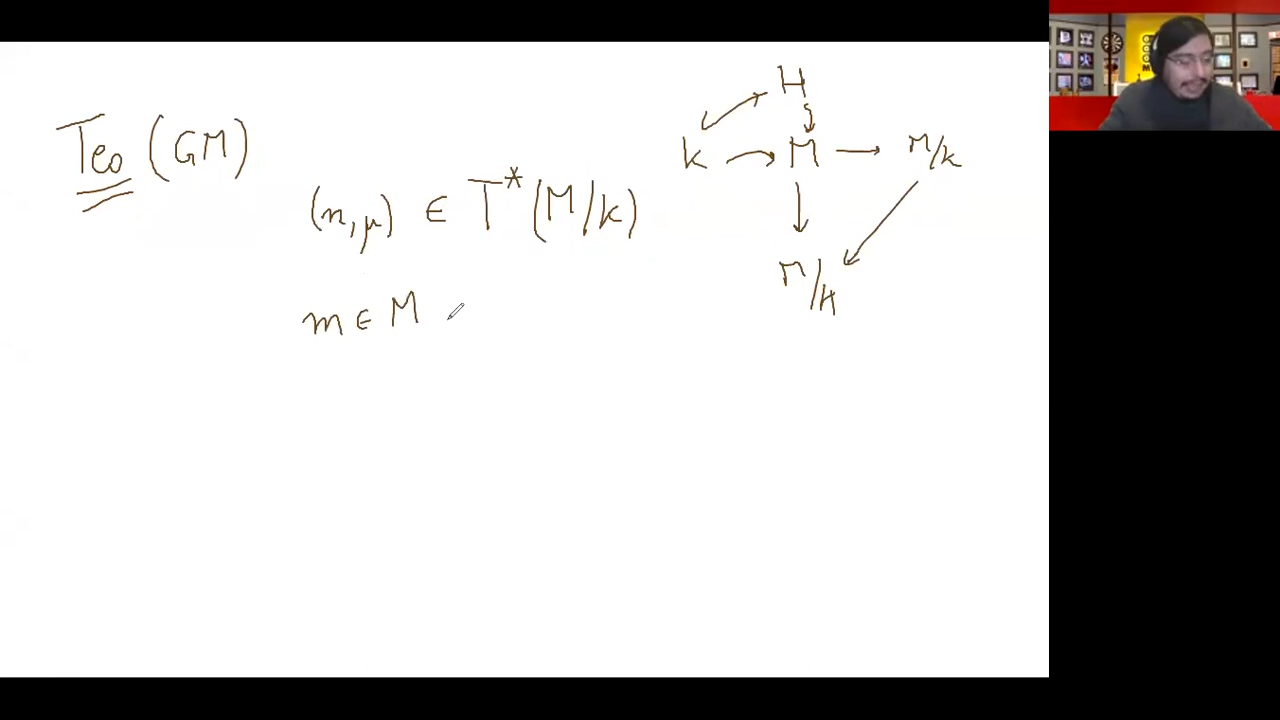 Teo (GM)
(n, μ) ∈ T*(M/K)
m ∈ M
H
K → M → M/K
M/H